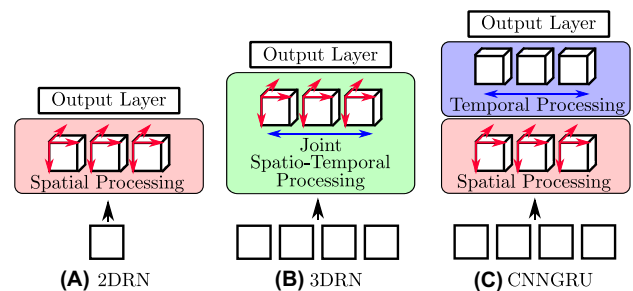 Output Layer
Spatial Processing
(A) 2DRN
Output Layer
Joint
Spatio-Temporal
Processing
(B) 3DRN
Output Layer
Temporal Processing
Spatial Processing
(C) CNNGRU